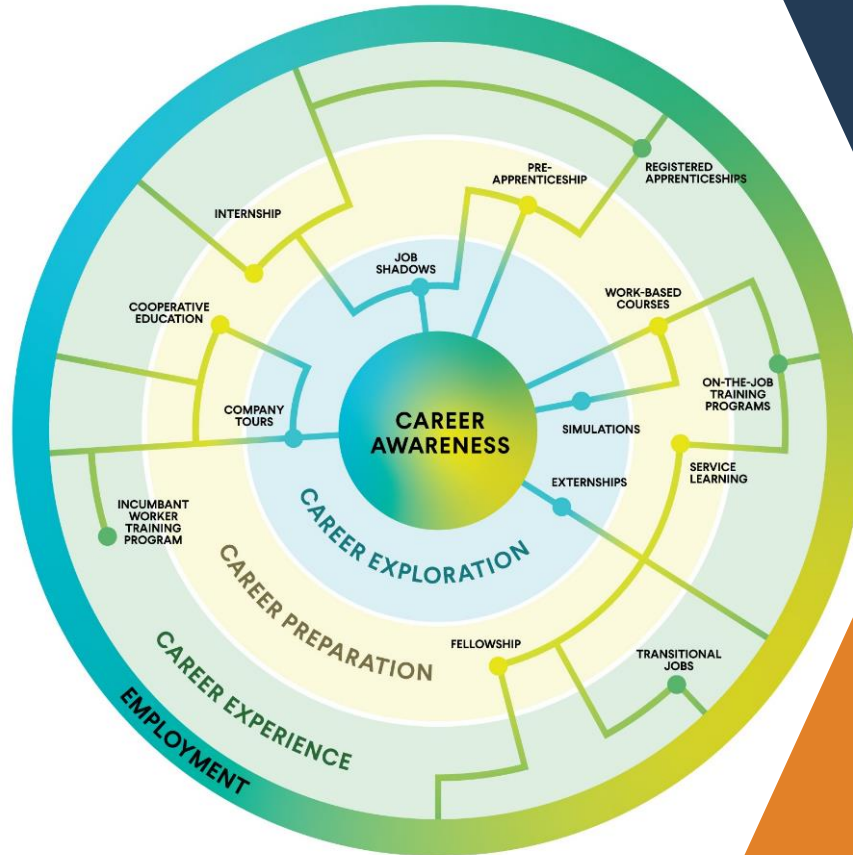 PRE-
APPRENTICESHIP
REGISTERED
APPRENTICESHIPS
INTERNSHIP
JOB
SHADOWS
COOPERATIVE
EDUCATION
WORK-BASED
COURSES
ON-THE-JOB
TRAINING
PROGRAMS
COMPANY
TOURS
CAREER
AWARENESS
SIMULATIONS
SERVICE
LEARNING
EXTERNSHIPS
INCUMBANT
WORKER
TRAINING
PROGRAM
CAREER EXPLORATION
CAREER PREPARATION
FELLOWSHIP
TRANSITIONAL
JOBS
CAREER EXPERIENCE
EMPLOYMENT